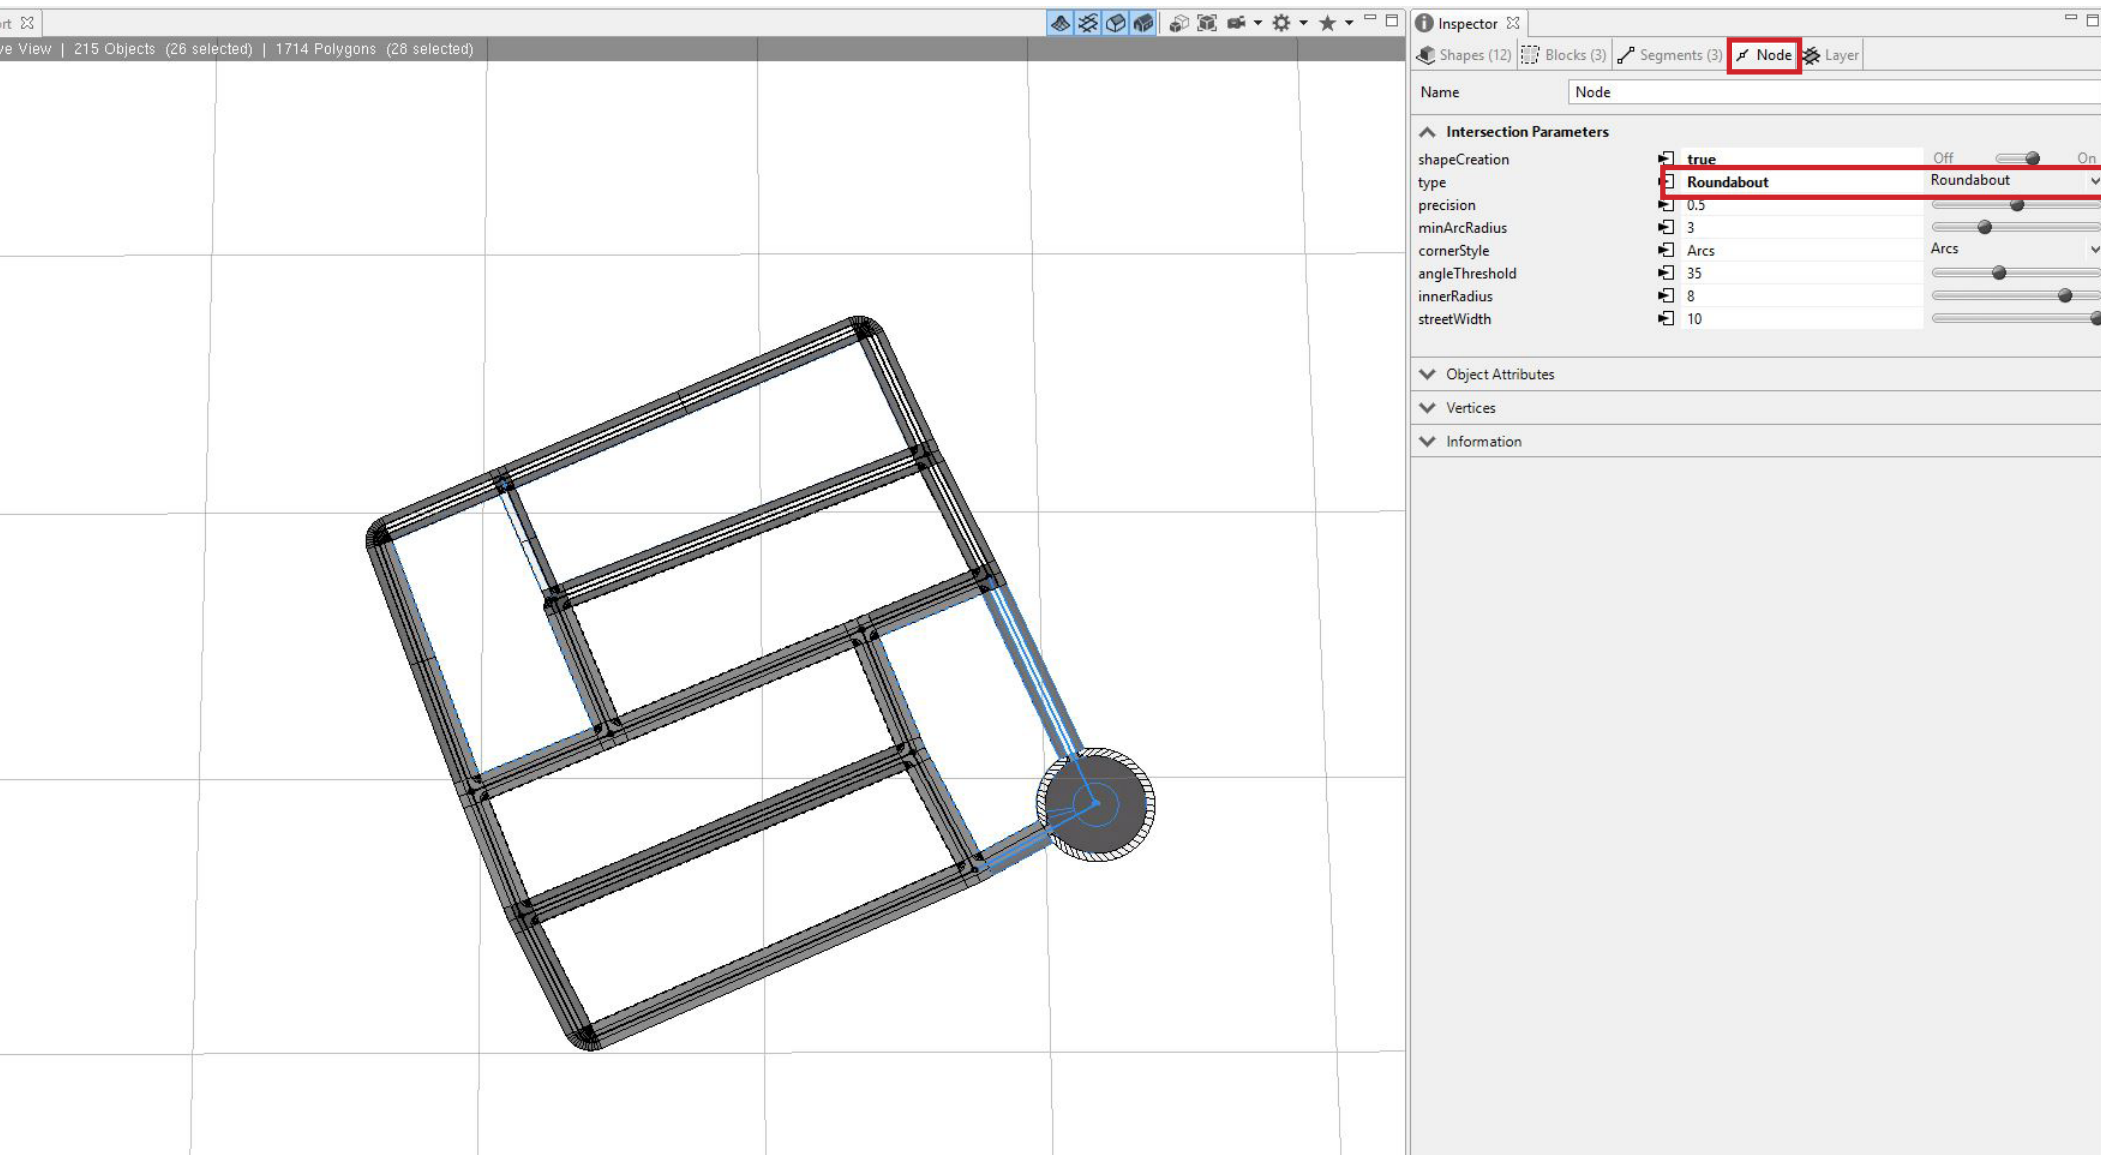 ort
ve View | 215 Objects (26 selected) | 1714 Polygons (28 selected)
Inspector
Shapes (12) Blocks (3) Segments (3) Node Layer
Name Node
Intersection Parameters
shapeCreation true Off On
type Roundabout Roundabout
precision 0.5
minArcRadius 3
cornerStyle Arcs Arcs
angleThreshold 35
innerRadius 8
streetWidth 10
Object Attributes
Vertices
Information